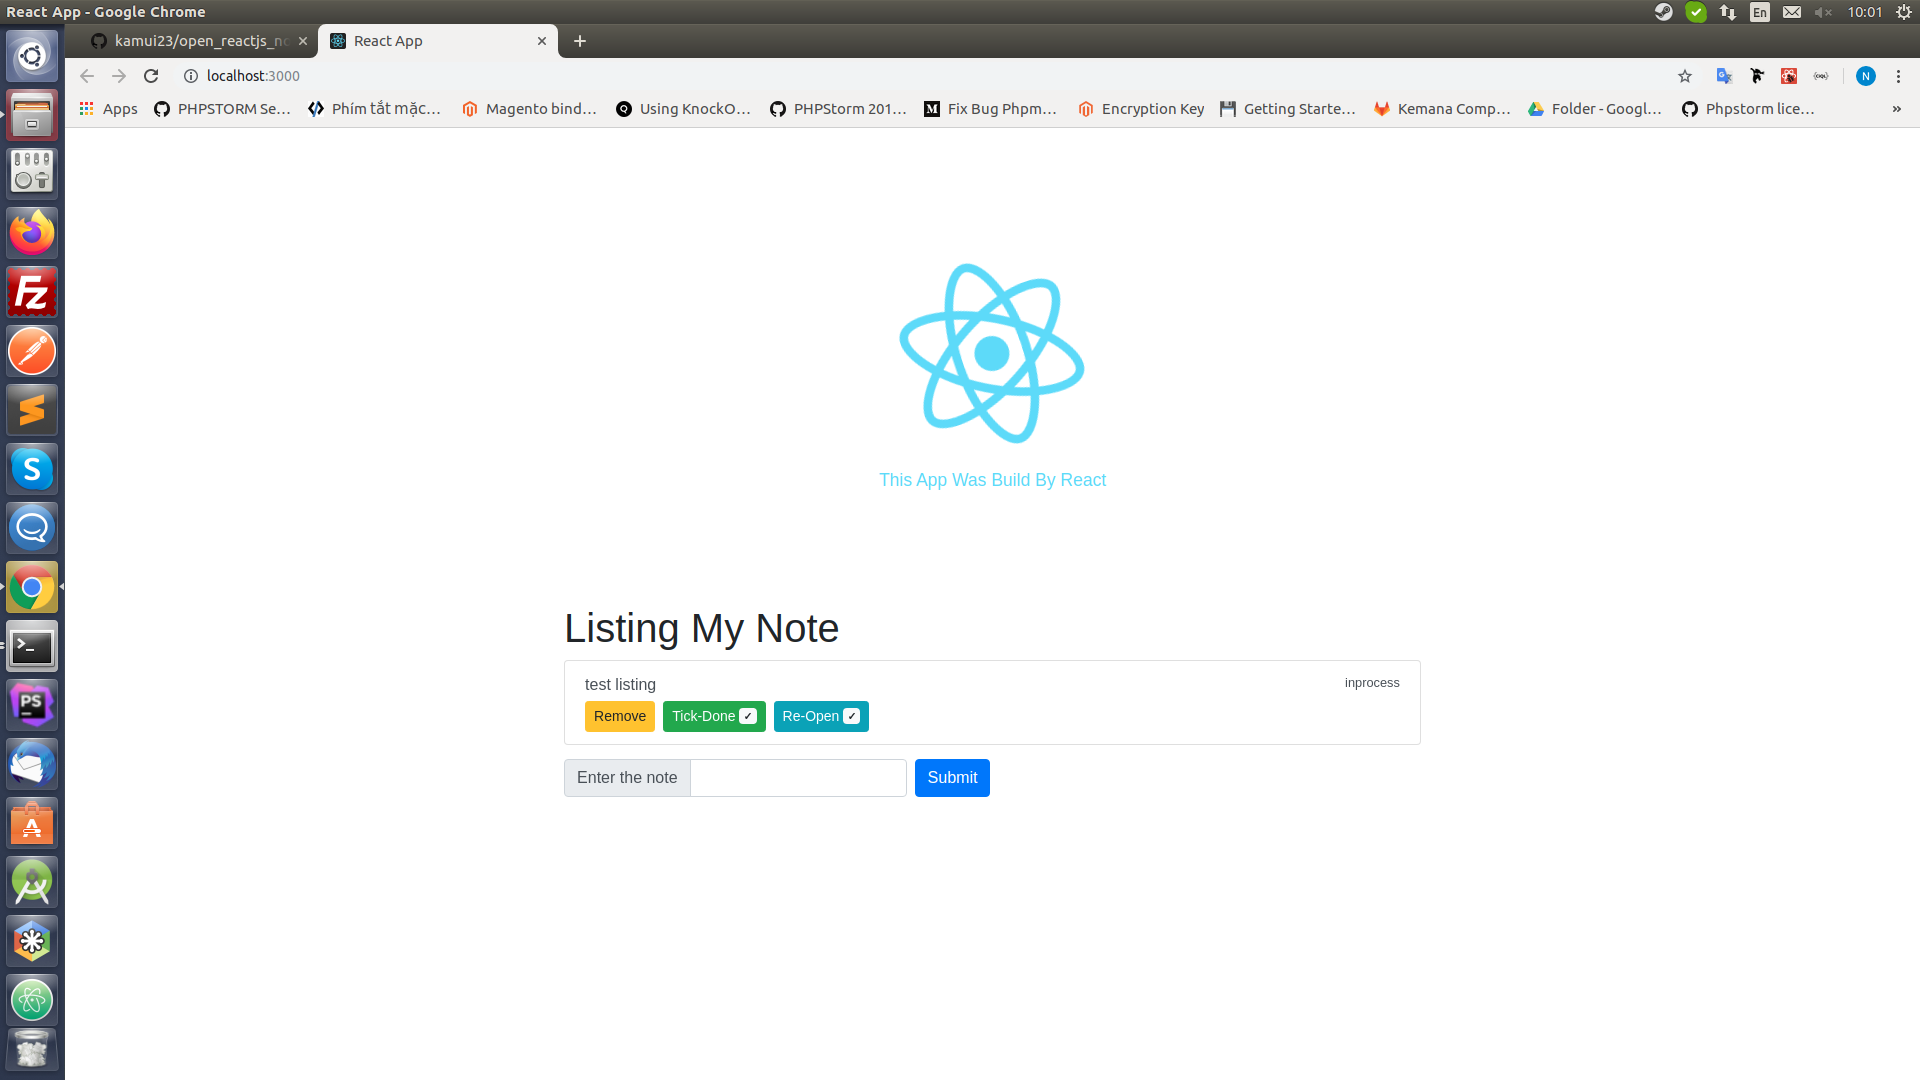 React App - Google Chrome
En
10:01
kamui23/open_reactjs_no
React App
localhost:3000
N
Apps
PHPSTORM Se...
Phím tắt mặc...
Magento bind...
Using KnockO...
PHPStorm 201...
Fix Bug Phpm...
Encryption Key
Getting Starte...
Kemana Comp...
Folder - Googl...
Phpstorm lice...
»
This App Was Build By React
Listing My Note
test listing
inprocess
Remove
Tick-Done ✓
Re-Open ✓
Enter the note
Submit
Fz
S
PS